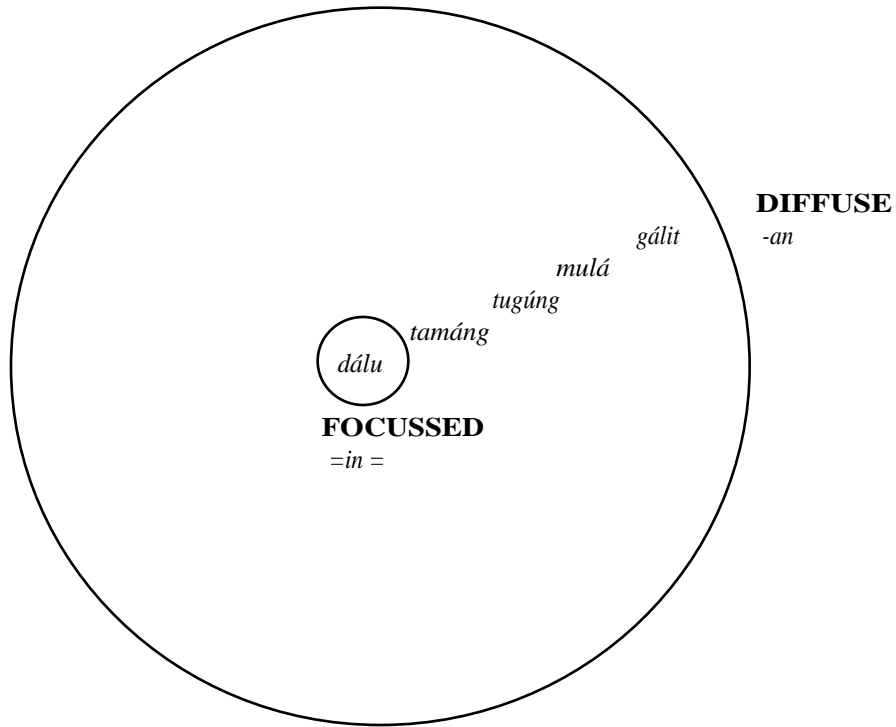 DIFFUSE
gálit -an
mulá
tugúng
tamáng
dálu
FOCUSSED
=in =